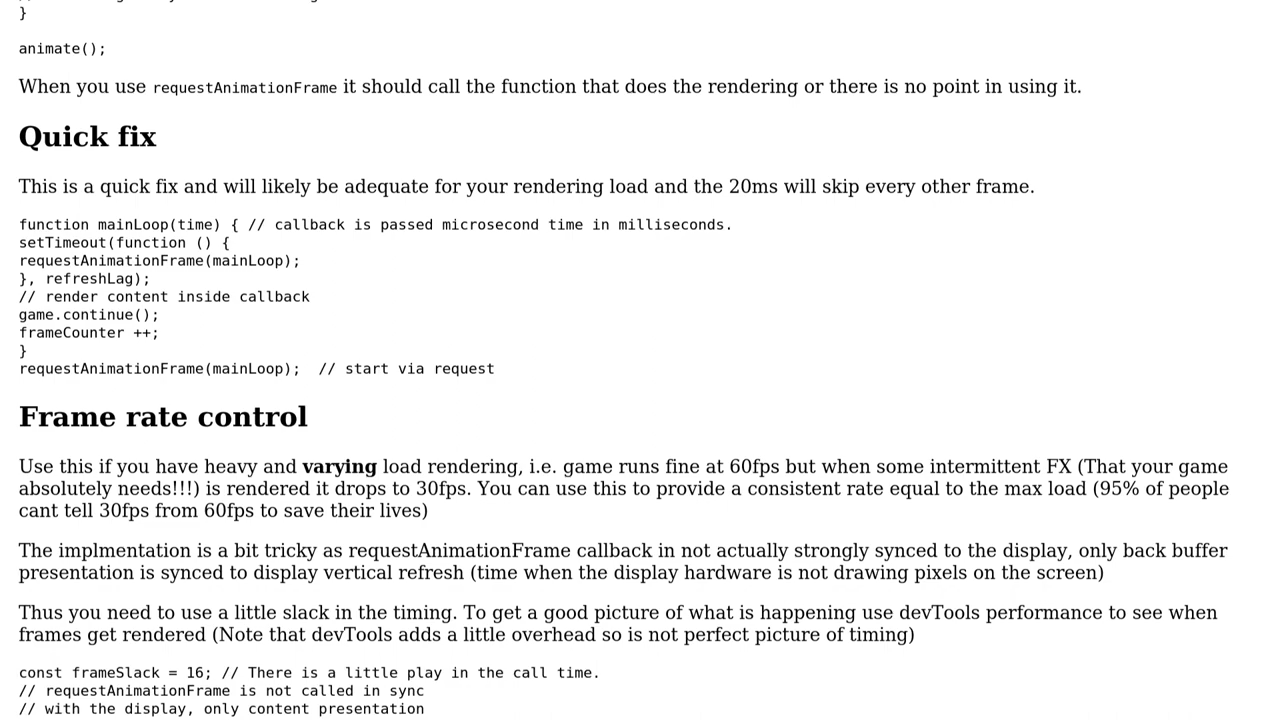 }
animate();
When you use requestAnimationFrame it should call the function that does the rendering or there is no point in using it.
Quick fix
This is a quick fix and will likely be adequate for your rendering load and the 20ms will skip every other frame.
function mainLoop(time) { // callback is passed microsecond time in milliseconds.
setTimeout(function () {
requestAnimationFrame(mainLoop);
}, refreshLag);
// render content inside callback
game.continue();
frameCounter ++;
}
requestAnimationFrame(mainLoop);  // start via request
Frame rate control
Use this if you have heavy and varying load rendering, i.e. game runs fine at 60fps but when some intermittent FX (That your game
absolutely needs!!!) is rendered it drops to 30fps. You can use this to provide a consistent rate equal to the max load (95% of people
cant tell 30fps from 60fps to save their lives)
The implmentation is a bit tricky as requestAnimationFrame callback in not actually strongly synced to the display, only back buffer
presentation is synced to display vertical refresh (time when the display hardware is not drawing pixels on the screen)
Thus you need to use a little slack in the timing. To get a good picture of what is happening use devTools performance to see when
frames get rendered (Note that devTools adds a little overhead so is not perfect picture of timing)
const frameSlack = 16; // There is a little play in the call time.
// requestAnimationFrame is not called in sync
// with the display, only content presentation